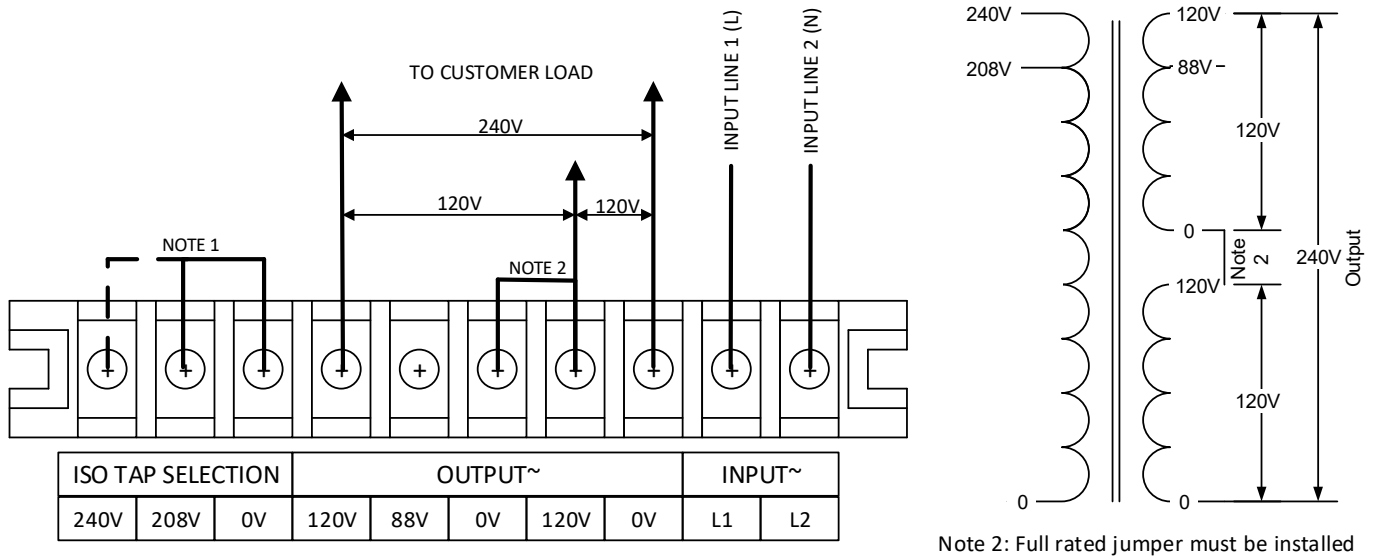 TO CUSTOMER LOAD
240V
120V
120V
NOTE 1
NOTE 2
INPUT LINE 1 (L)
INPUT LINE 2 (N)
ISO TAP SELECTION OUTPUT~ INPUT~
240V 208V 0V 120V 88V 0V 120V 0V L1 L2
240V
208V
0
120V
88V
0
120V
0
120V
Note 2
120V
240V
Output
Note 2: Full rated jumper must be installed